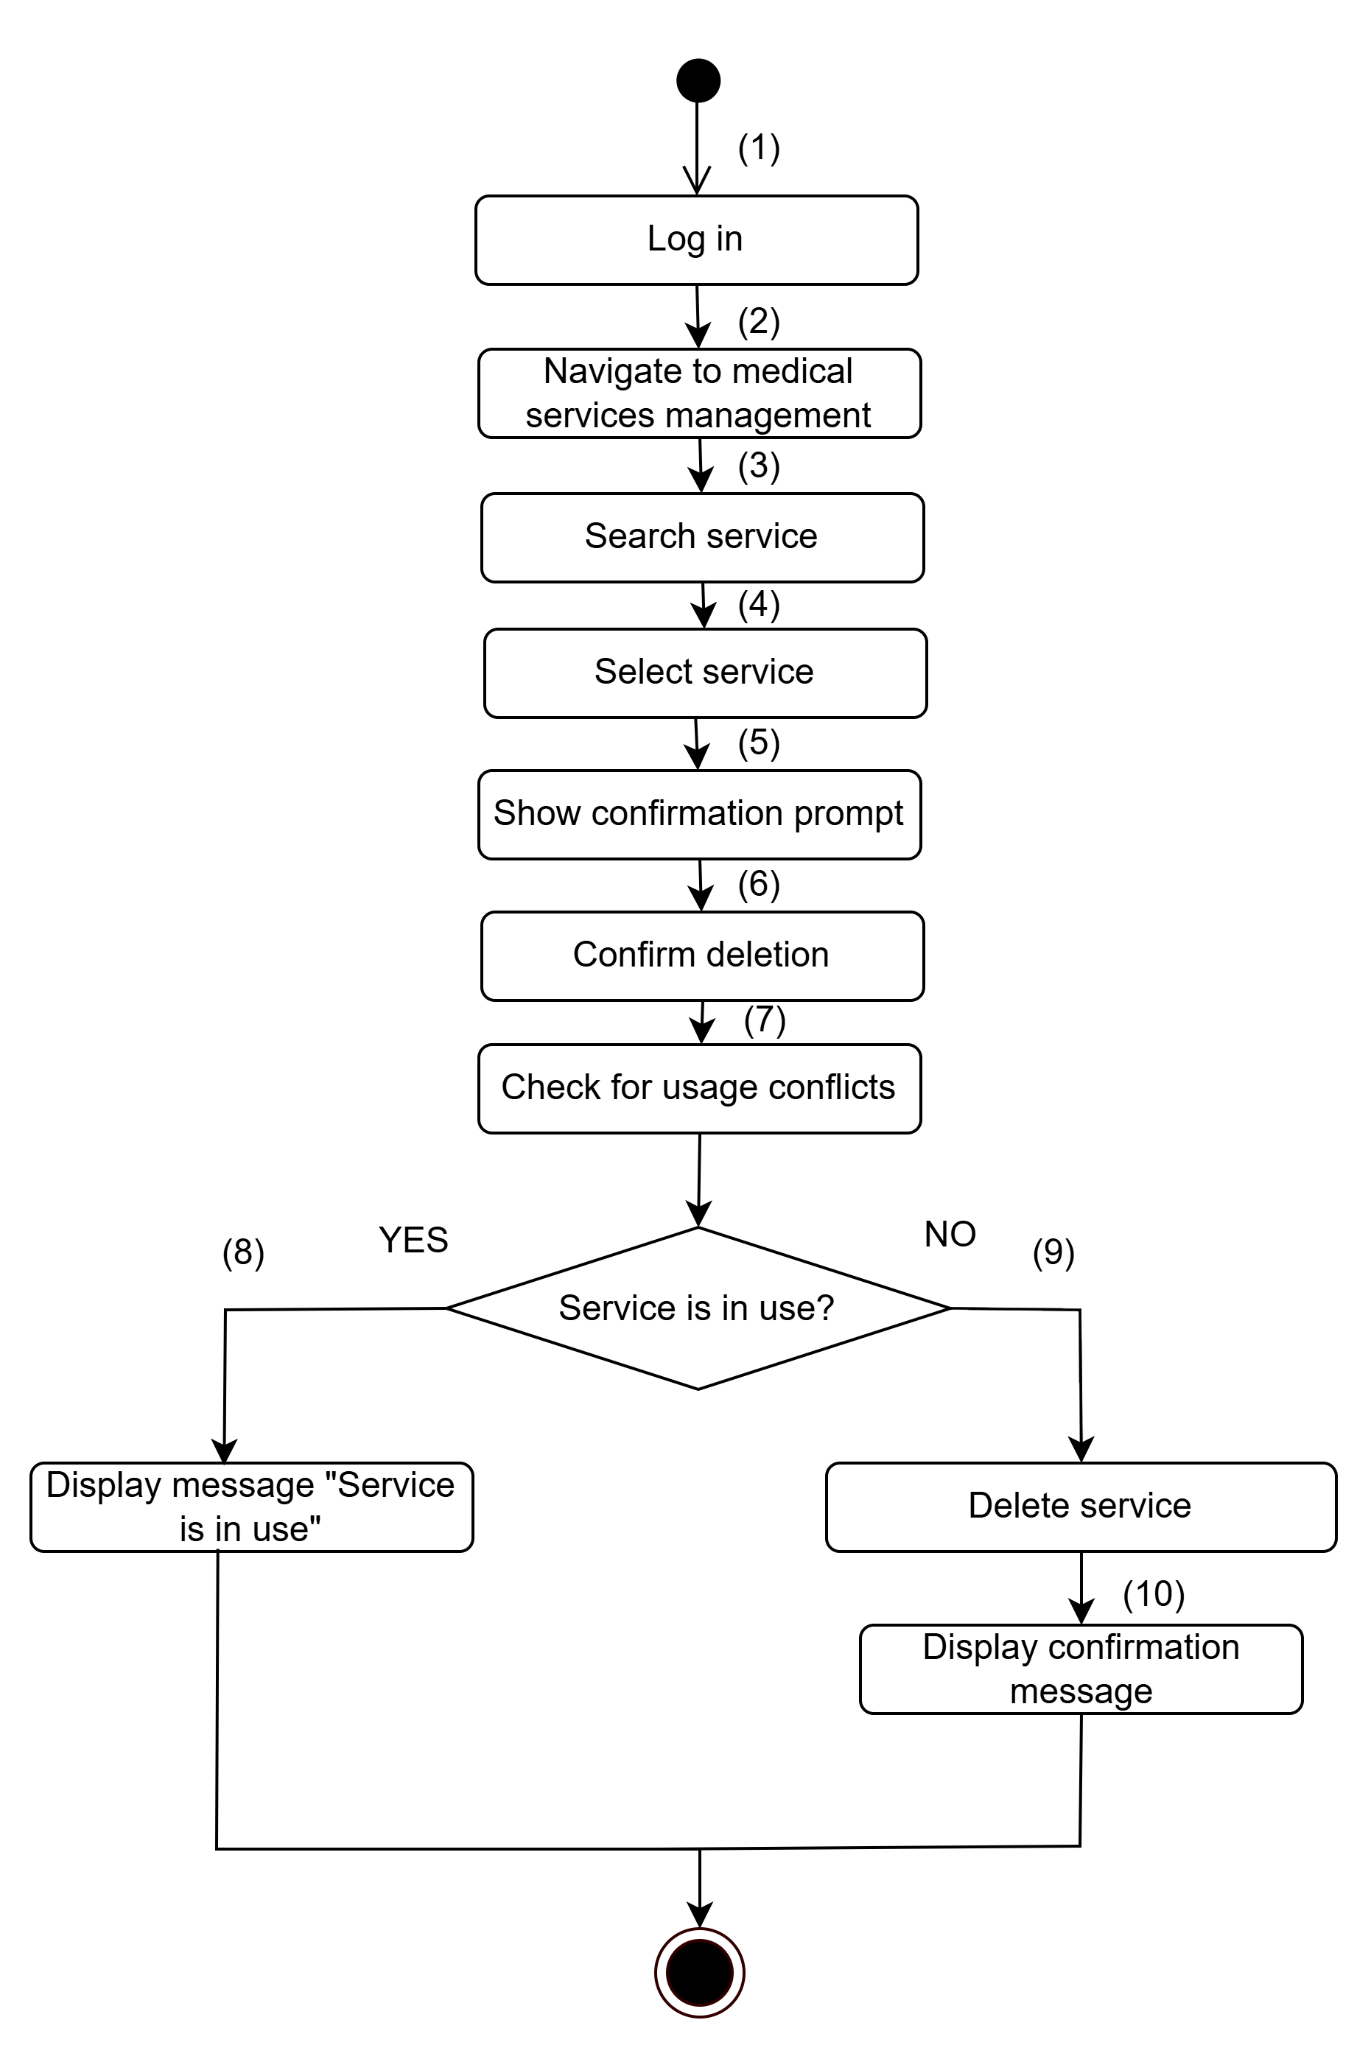 (1)
Log in
(2)
Navigate to medical
services management
(3)
Search service
(4)
Select service
(5)
Show confirmation prompt
(6)
Confirm deletion
(7)
Check for usage conflicts
(8)
YES
NO
(9)
Service is in use?
Display message "Service
is in use"
Delete service
(10)
Display confirmation
message